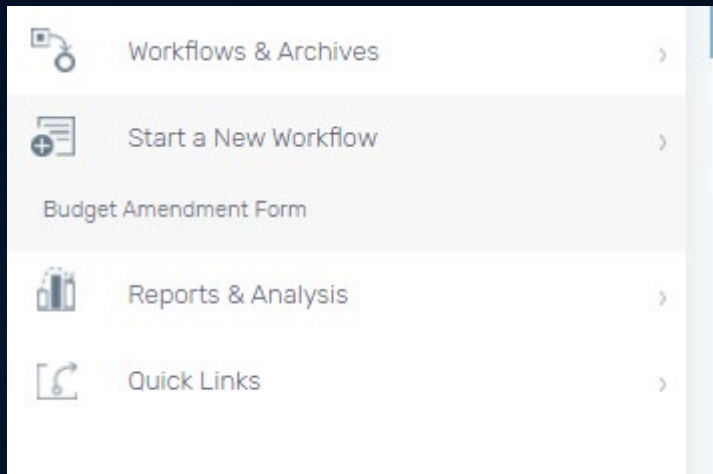 Workflows & Archives
Start a New Workflow
Budget Amendment Form
Reports & Analysis
Quick Links